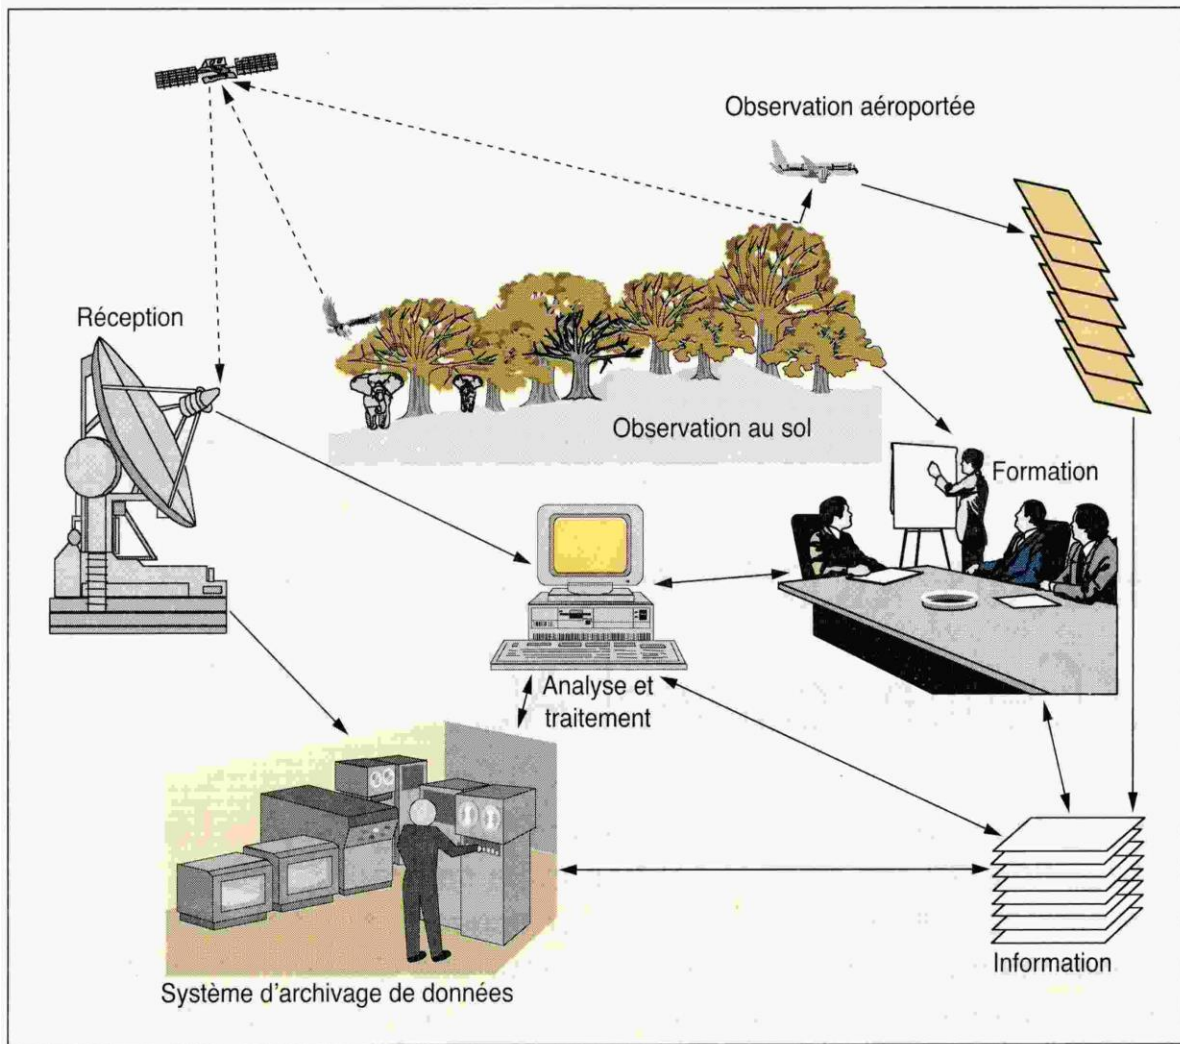 Observation aéroportée
Réception
Observation au sol
Formation
Analyse et
traitement
Système d'archivage de données
Information